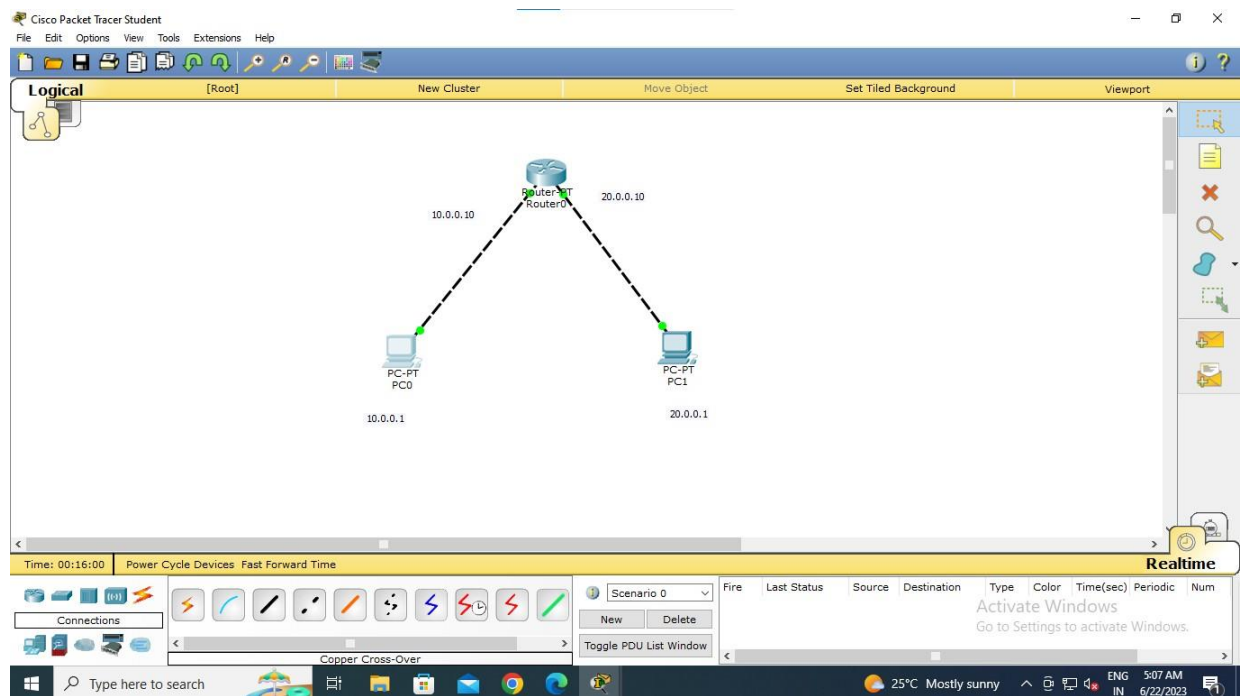 Cisco Packet Tracer Student
File Edit Options View Tools Extensions Help
Logical [Root] New Cluster Move Object Set Tiled Background Viewport
Router-PT
Router0
20.0.0.10
10.0.0.10
PC-PT
PC0
PC-PT
PC1
10.0.0.1
20.0.0.1
Time: 00:16:00 Power Cycle Devices Fast Forward Time Realtime
Connections
Copper Cross-Over
Scenario 0
New Delete
Toggle PDU List Window
Fire Last Status Source Destination Type Color Time(sec) Periodic Num
Activate Windows
Go to Settings to activate Windows.
Type here to search
25°C Mostly sunny
ENG
IN
5:07 AM
6/22/2023